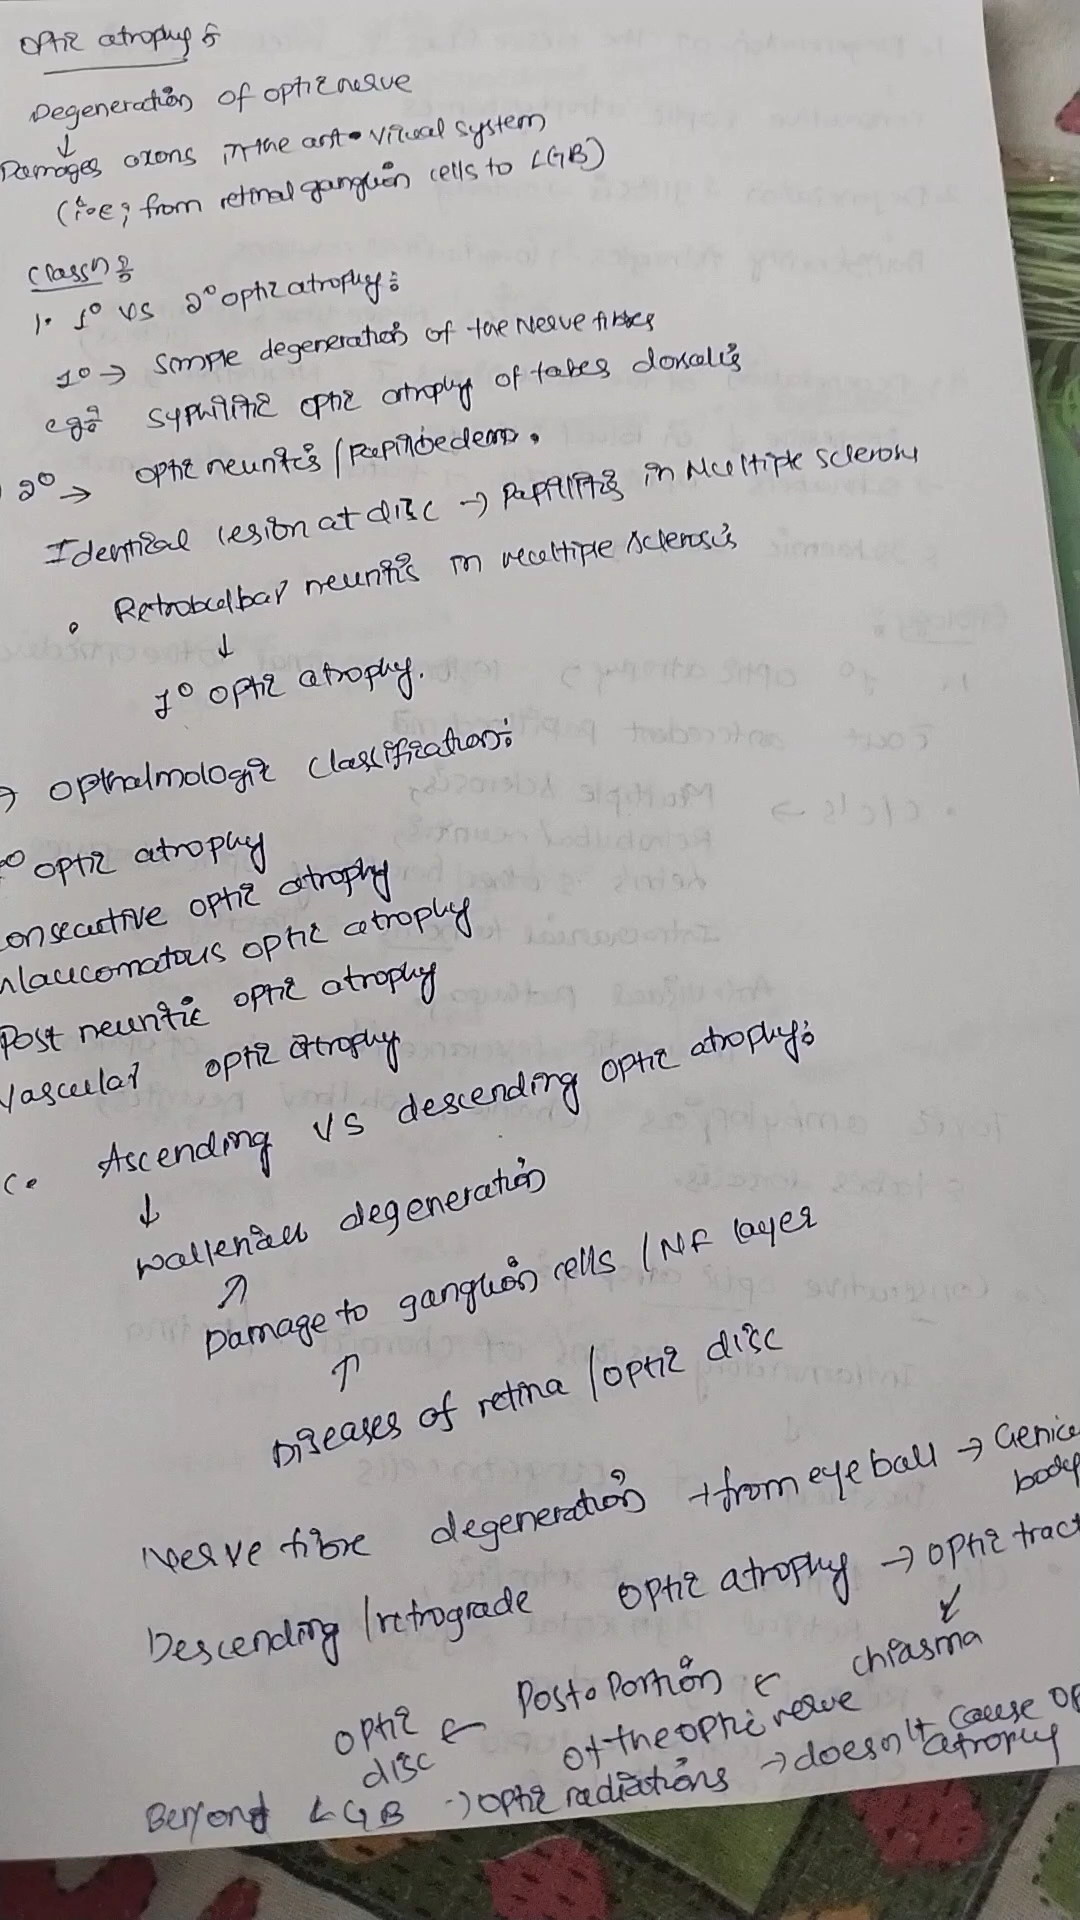 Optic atrophy :
Degeneration of optic nerve
↓
Damages axons in the ant. visual system
(i.e; from retinal ganglion cells to LGB)
Classn :
1. 1° vs 2° optic atrophy :
1° → Simple degeneration of the Nerve fibres
eg: syphilitic optic atrophy of tabes dorsalis
2° → optic neuritis / Papilloedema.
Identical lesion at disc → Papillitis in Multiple sclerosis
• Retrobulbar neuritis in multiple sclerosis
↓
1° optic atrophy.
→ Opthalmologic Classification:
optic atrophy
onsecutive optic atrophy
laucomatous optic atrophy
Post neuritic optic atrophy
Vascular optic atrophy
C. Ascending vs descending optic atrophy:
↓
Wallerian degeneration
↑
Damage to ganglion cells / NF layer
↑
Diseases of retina / optic disc
Nerve fibre degeneration + from eyeball → Genic
body
Descending / retrograde optic atrophy → optic tract
↙
optic disc ← Post. Portion of the optic nerve ← chiasma
Beyond LGB → optic radiations → doesn't cause op
atrophy